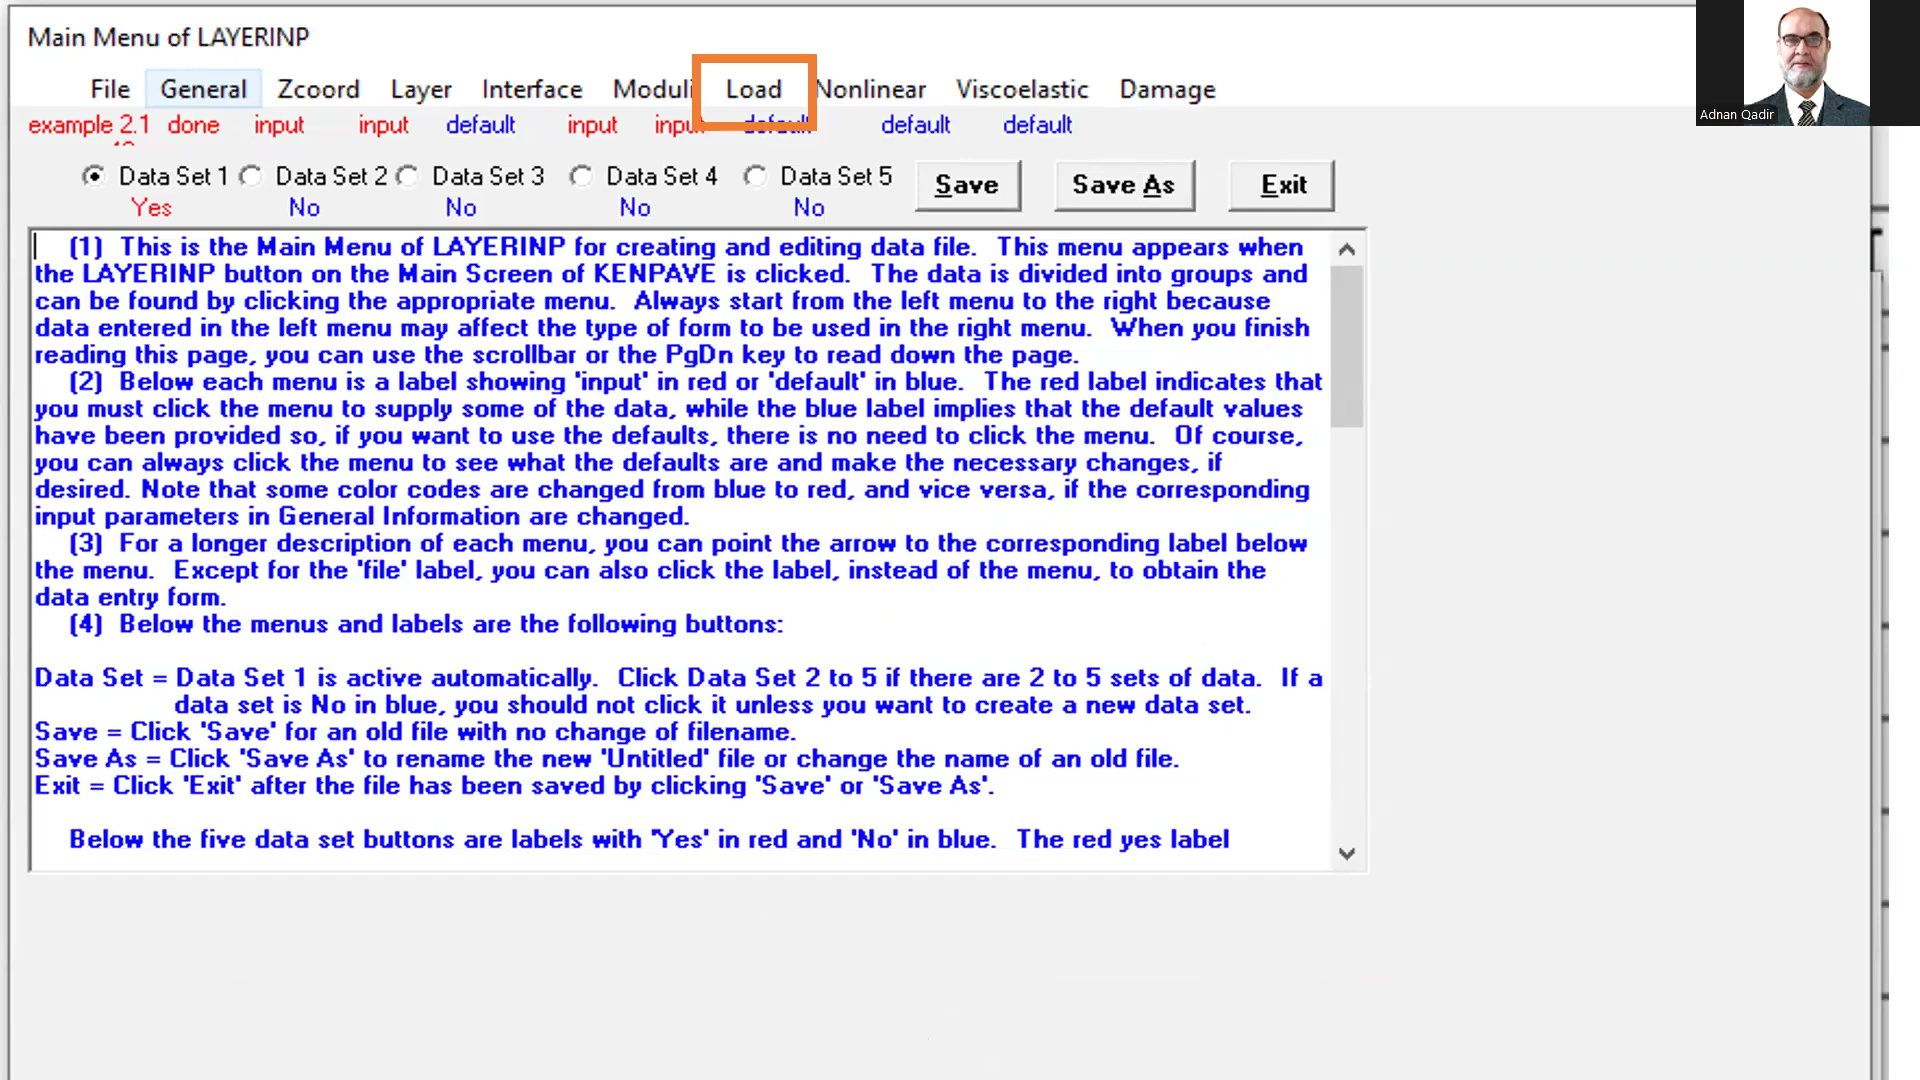 Main Menu of LAYERINP
File General Zcoord Layer Interface Moduli Load Nonlinear Viscoelastic Damage
example 2.1 done input input default input input default default default
Data Set 1 Data Set 2 Data Set 3 Data Set 4 Data Set 5 Save Save As Exit
Yes No No No No
(1) This is the Main Menu of LAYERINP for creating and editing data file. This menu appears when
the LAYERINP button on the Main Screen of KENPAVE is clicked. The data is divided into groups and
can be found by clicking the appropriate menu. Always start from the left menu to the right because
data entered in the left menu may affect the type of form to be used in the right menu. When you finish
reading this page, you can use the scrollbar or the PgDn key to read down the page.
(2) Below each menu is a label showing 'input' in red or 'default' in blue. The red label indicates that
you must click the menu to supply some of the data, while the blue label implies that the default values
have been provided so, if you want to use the defaults, there is no need to click the menu. Of course,
you can always click the menu to see what the defaults are and make the necessary changes, if
desired. Note that some color codes are changed from blue to red, and vice versa, if the corresponding
input parameters in General Information are changed.
(3) For a longer description of each menu, you can point the arrow to the corresponding label below
the menu. Except for the 'file' label, you can also click the label, instead of the menu, to obtain the
data entry form.
(4) Below the menus and labels are the following buttons:
Data Set = Data Set 1 is active automatically. Click Data Set 2 to 5 if there are 2 to 5 sets of data. If a
data set is No in blue, you should not click it unless you want to create a new data set.
Save = Click 'Save' for an old file with no change of filename.
Save As = Click 'Save As' to rename the new 'Untitled' file or change the name of an old file.
Exit = Click 'Exit' after the file has been saved by clicking 'Save' or 'Save As'.
Below the five data set buttons are labels with 'Yes' in red and 'No' in blue. The red yes label
Adnan Qadir